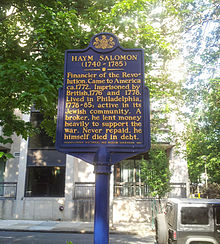 HAYM SALOMON
(1740-1785)
Financier of the Revo-
lution. Came to America
ca.1772. Imprisoned by
British,1776 and 1778.
Lived in Philadelphia,
1778-85; active in its
Jewish community. A
broker, he lent money
heavily to support the
war. Never repaid, he
himself died in debt.